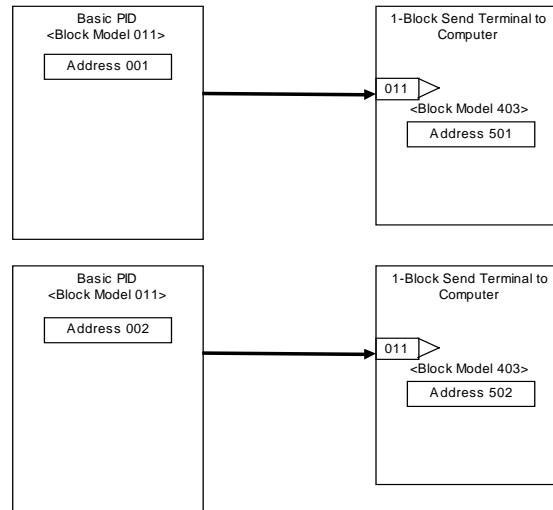 Basic PID
<Block Model 011>
Address 001
1-Block Send Terminal to
Computer
011
<Block Model 403>
Address 501
Basic PID
<Block Model 011>
Address 002
1-Block Send Terminal to
Computer
011
<Block Model 403>
Address 502